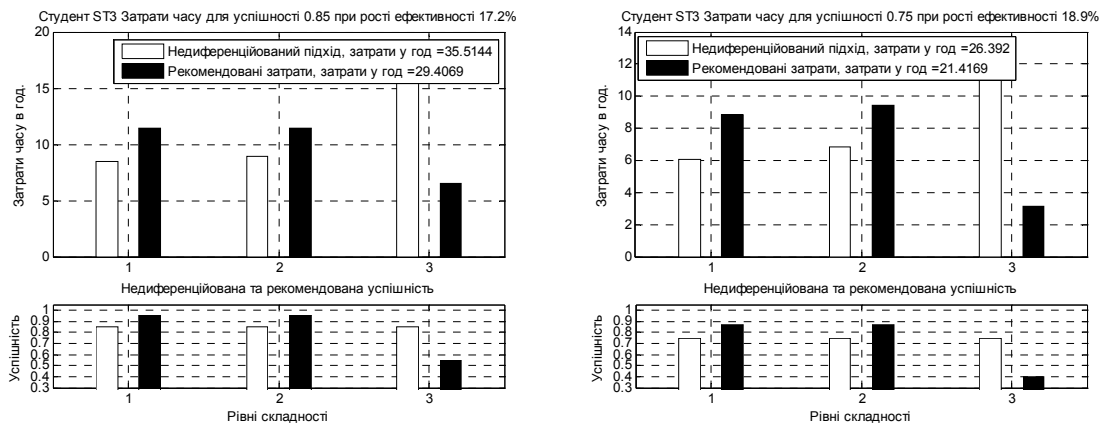 Студент ST3 Затрати часу для успішності 0.85 при рості ефективності 17.2%
20
15
10
5
0
Затрати часу в год.
Недиференційований підхід, затрати у год =35.5144
Рекомендовані затрати, затрати у год =29.4069
1 2 3
Недиференційована та рекомендована успішність
1
0.9
0.8
0.7
0.6
0.5
0.4
0.3
Успішність
1 2 3
Рівні складності
Студент ST3 Затрати часу для успішності 0.75 при рості ефективності 18.9%
14
12
10
8
6
4
2
0
Затрати часу в год.
Недиференційований підхід, затрати у год =26.392
Рекомендовані затрати, затрати у год =21.4169
1 2 3
Недиференційована та рекомендована успішність
1
0.9
0.8
0.7
0.6
0.5
0.4
0.3
Успішність
1 2 3
Рівні складності